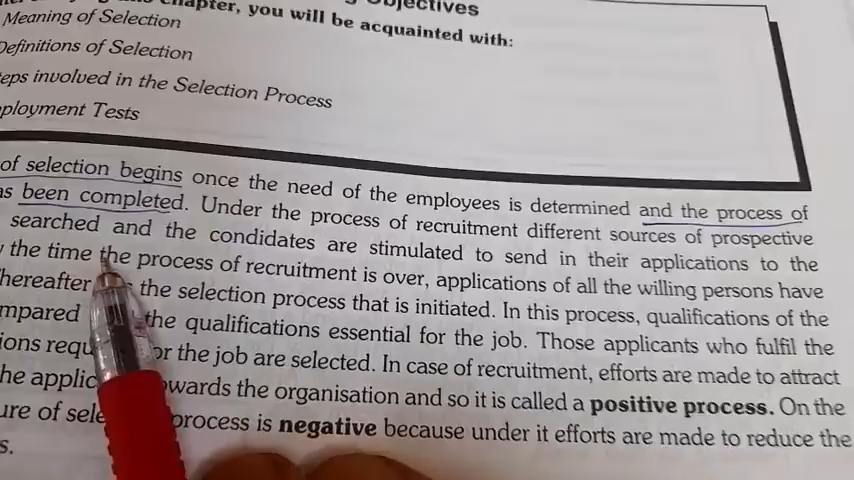 Objectives
chapter, you will be acquainted with:
Meaning of Selection
Definitions of Selection
eps involved in the Selection Process
ployment Tests
of selection begins once the need of the employees is determined and the process of
as been completed. Under the process of recruitment different sources of prospective
searched and the condidates are stimulated to send in their applications to the
the time the process of recruitment is over, applications of all the willing persons have
hereafter the selection process that is initiated. In this process, qualifications of the
mpared the qualifications essential for the job. Those applicants who fulfil the
ions requ or the job are selected. In case of recruitment, efforts are made to attract
he applic owards the organisation and so it is called a positive process. On the
ure of sele process is negative because under it efforts are made to reduce the
s.